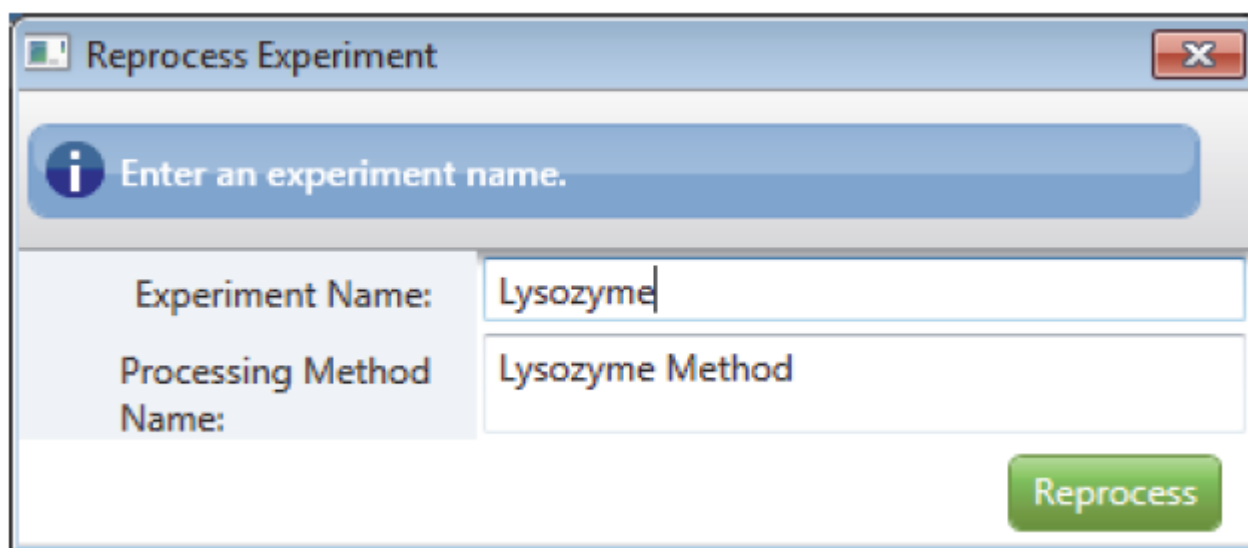 Reprocess Experiment
Enter an experiment name.
Experiment Name:
Lysozyme
Processing Method
Name:
Lysozyme Method
Reprocess